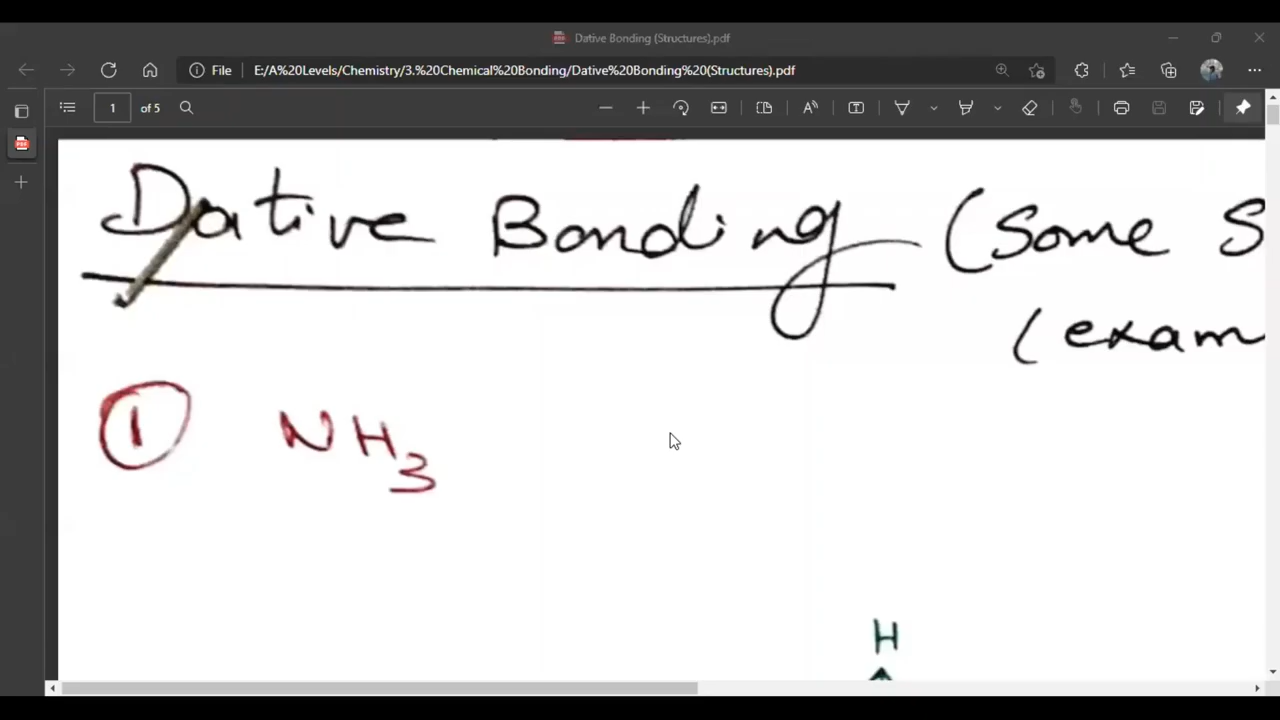 Dative Bonding (Structures).pdf
File E:/A%20Levels/Chemistry/3.%20Chemical%20Bonding/Dative%20Bonding%20(Structures).pdf
1 of 5
Dative Bonding (Some S
(exam
1 NH3
H